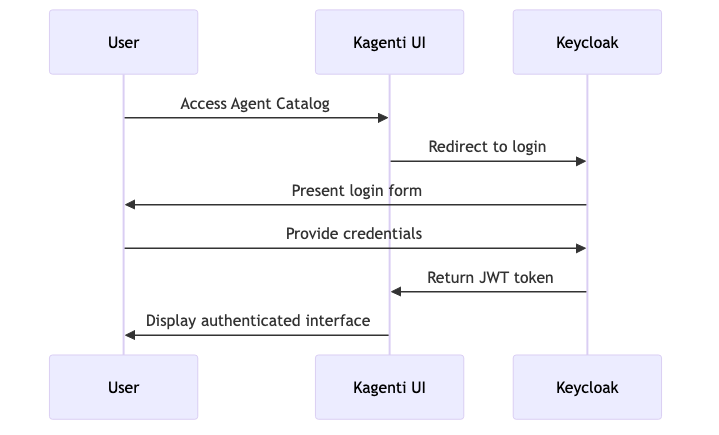 User
Kagenti UI
Keycloak
Access Agent Catalog
Redirect to login
Present login form
Provide credentials
Return JWT token
Display authenticated interface
User
Kagenti UI
Keycloak